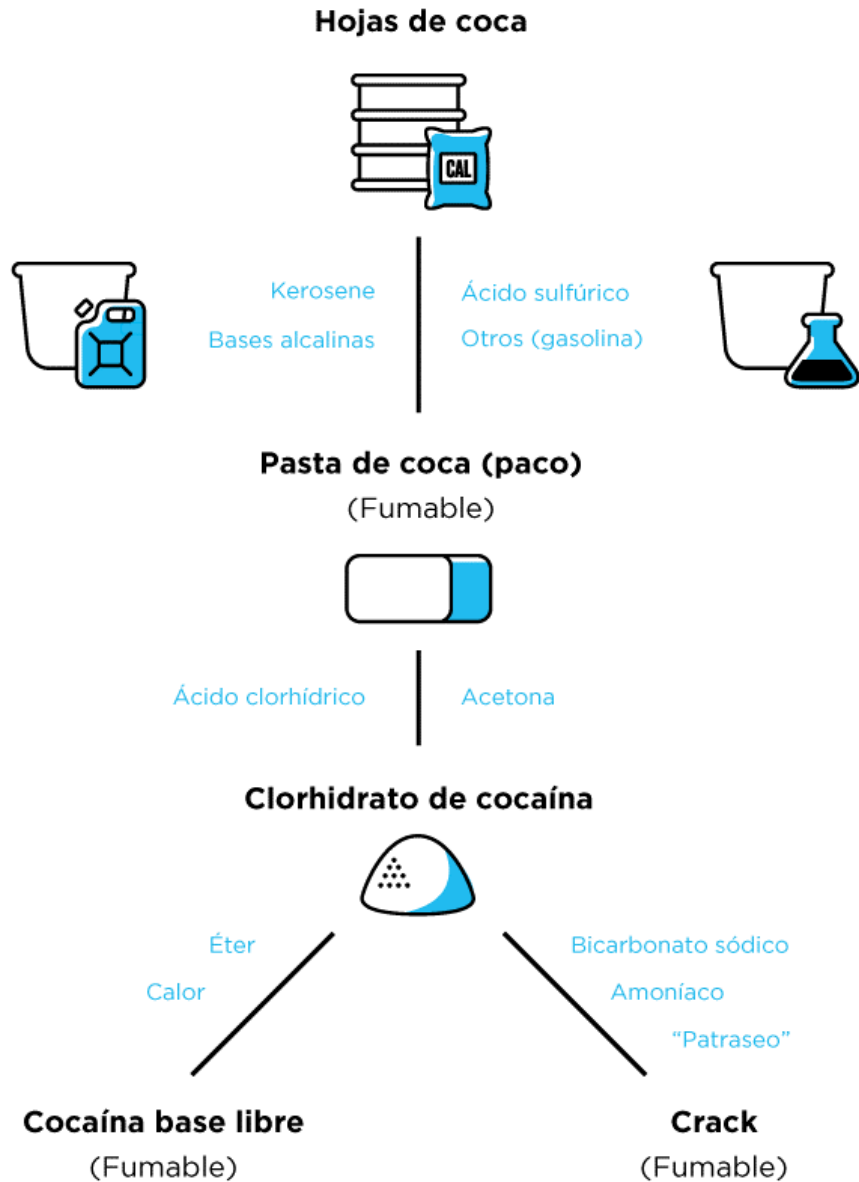 Hojas de coca
CAL
Kerosene
Bases alcalinas
Ácido sulfúrico
Otros (gasolina)
Pasta de coca (paco)
(Fumable)
Ácido clorhídrico
Acetona
Clorhidrato de cocaína
Éter
Calor
Bicarbonato sódico
Amoníaco
“Patraseo”
Cocaína base libre
(Fumable)
Crack
(Fumable)